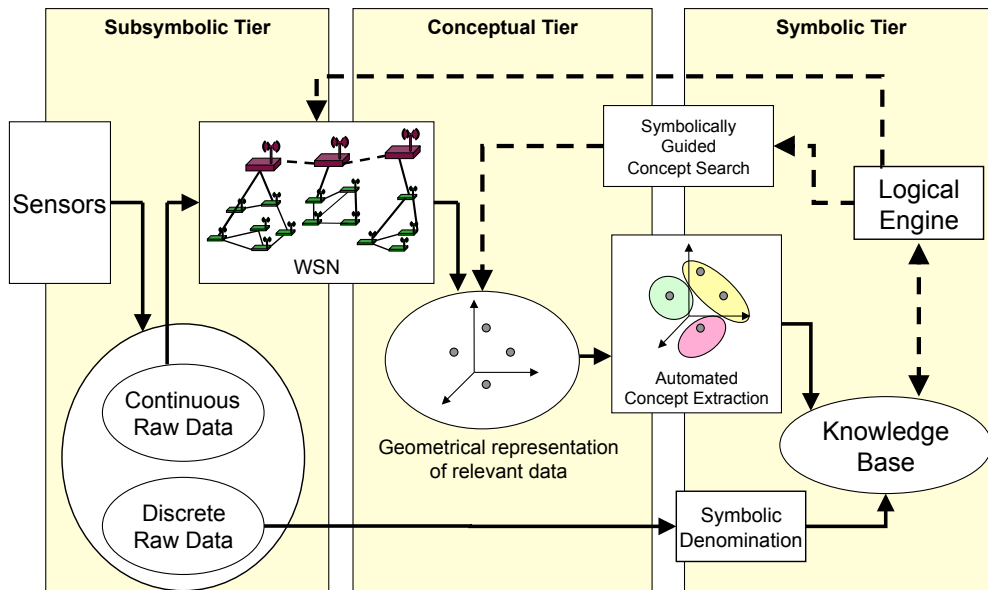 Subsymbolic Tier
Conceptual Tier
Symbolic Tier
Sensors
WSN
Symbolically
Guided
Concept Search
Logical
Engine
Continuous
Raw Data
Geometrical representation
of relevant data
Automated
Concept Extraction
Knowledge
Base
Discrete
Raw Data
Symbolic
Denomination